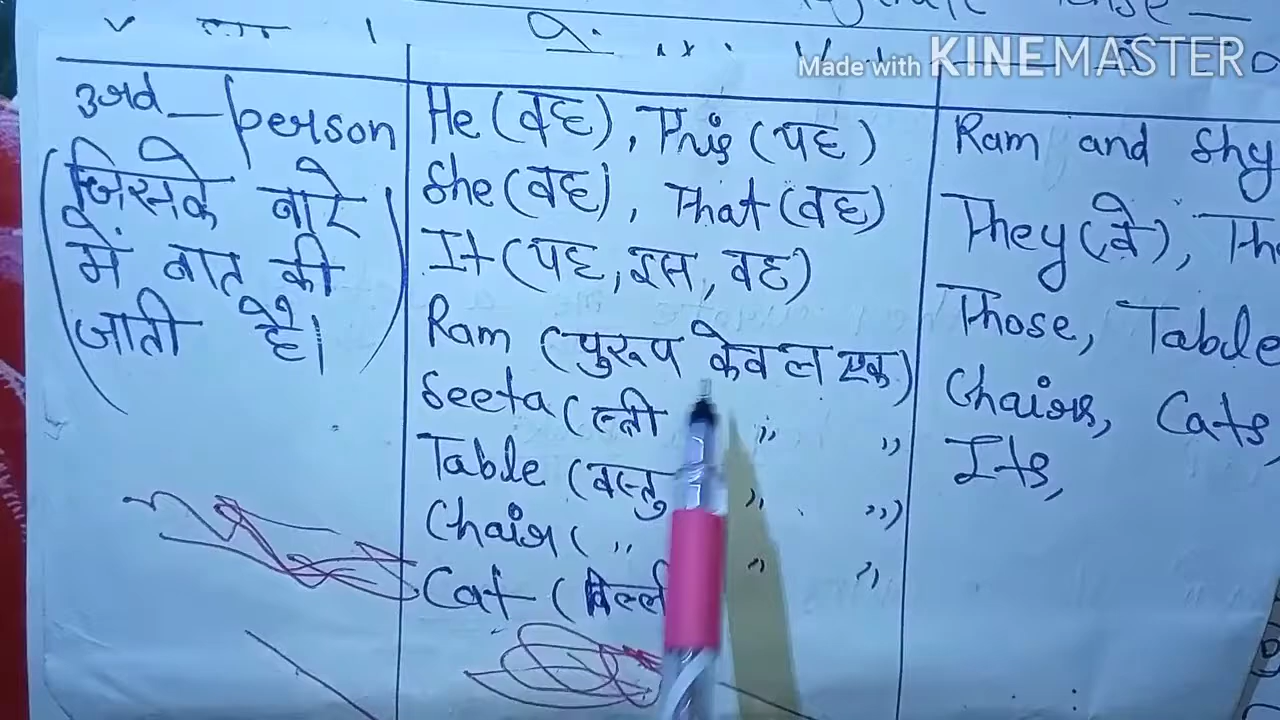 Made with KINEMASTER
3rd person
(जिसके बारे
में बात की
जाती है।)
He (वह), This (यह)
She (वह), That (वह)
It (यह, इस, वह)
Ram (पुरूष केवल एक)
Seeta (स्त्री " "
Table (वस्तु " ")
Chair ( " " "
Cat (बिल्ली
Ram and Shy
They (वे), Th
Those, Table
Chairs, Cats,
Its,